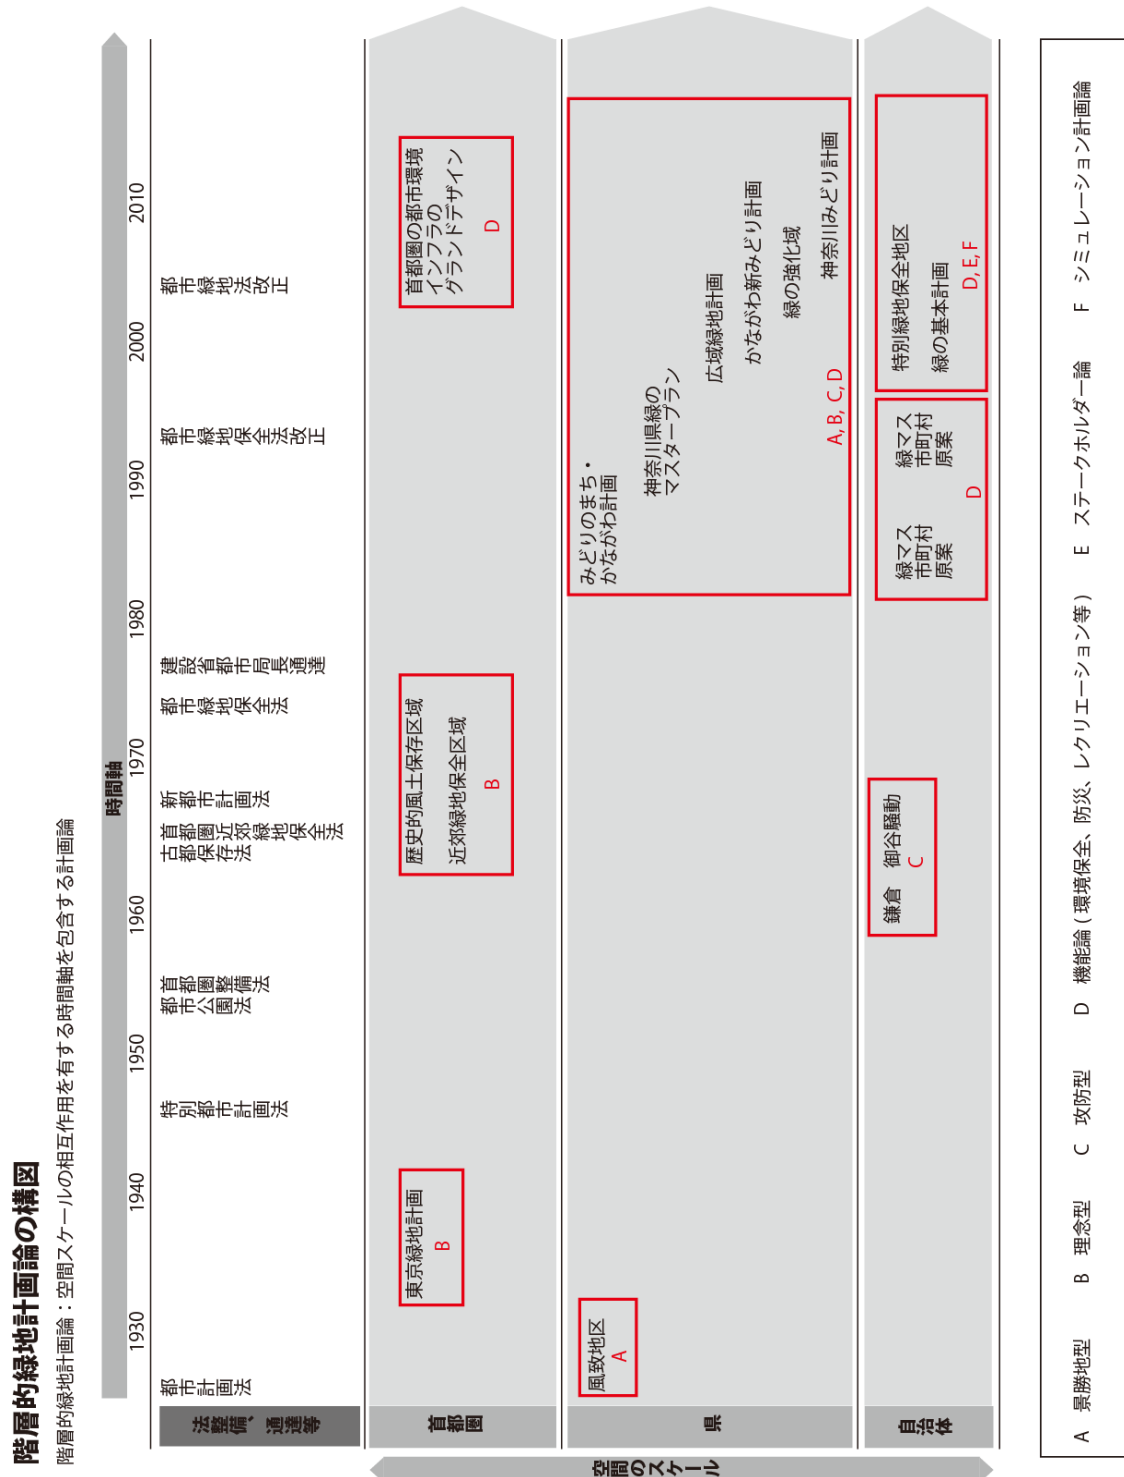 階層的緑地計画論の構図
階層的緑地計画論：空間スケールの相互作用を有する時間軸を包含する計画論
時間軸
1930
1940
1950
1960
1970
1980
1990
2000
2010
法整備、通達等
都市計画法
特別都市計画法
都市公園法
首都圏整備法
古都保存法
首都圏近郊緑地保全法
新都市計画法
都市緑地保全法
建設省都市局長通達
都市緑地保全法改正
都市緑地法改正
空間のスケール
首都圏
東京緑地計画
B
歴史的風土保存区域
近郊緑地保全区域
B
首都圏の都市環境
インフラの
グランドデザイン
D
県
風致地区
A
みどりのまち・
かながわ計画
神奈川県緑の
マスタープラン
広域緑地計画
かながわ新みどり計画
緑の強化域
神奈川みどり計画
A, B, C, D
自治体
鎌倉　御谷騒動
C
緑マス
市町村
原案
緑マス
市町村
原案
D
特別緑地保全地区
緑の基本計画
D, E, F
A　景勝地型　B　理念型　C　攻防型　D　機能論 ( 環境保全、防災、レクリエーション等 )　E　ステークホルダー論　F　シミュレーション計画論